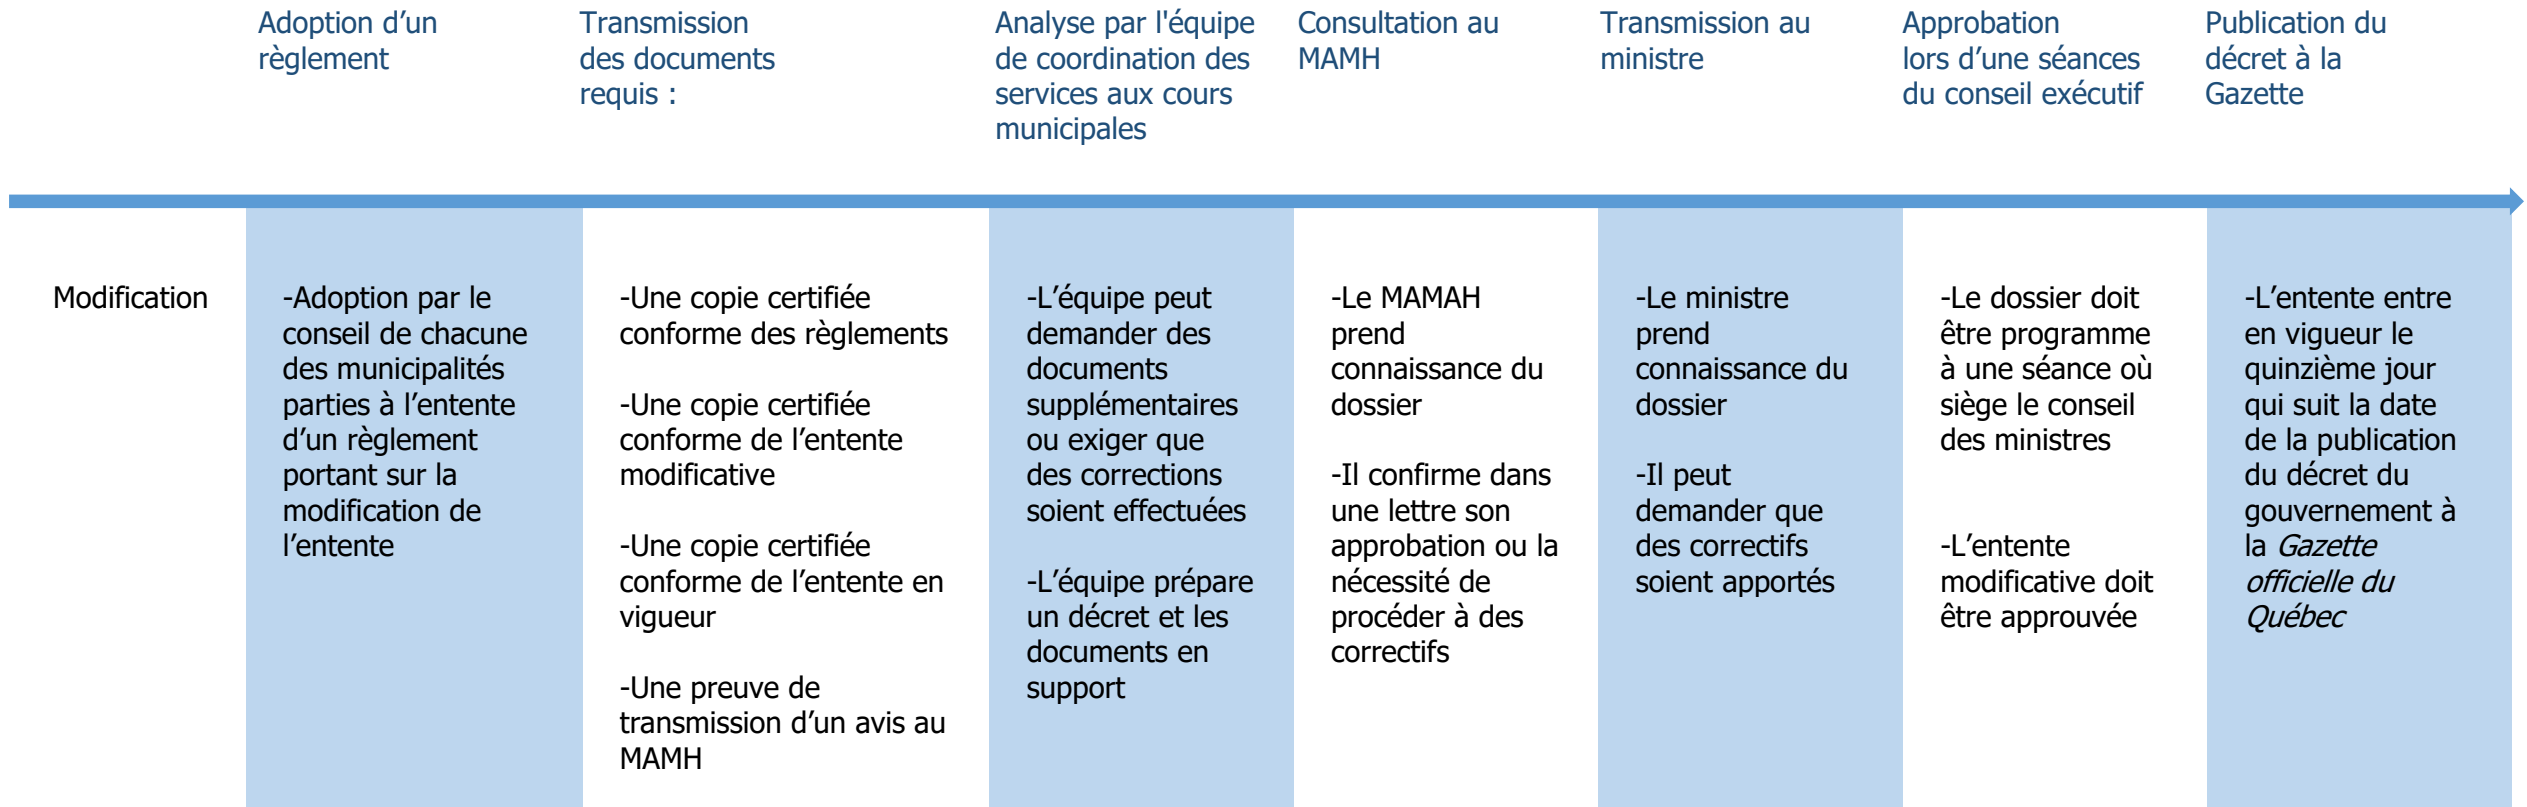 Adoption d’un
règlement
Transmission
des documents
requis :
Analyse par l'équipe
de coordination des
services aux cours
municipales
Consultation au
MAMH
Transmission au
ministre
Approbation
lors d’une séances
du conseil exécutif
Publication du
décret à la
Gazette
Modification
-Adoption par le
conseil de chacune
des municipalités
parties à l’entente
d’un règlement
portant sur la
modification de
l’entente
-Une copie certifiée
conforme des règlements
-Une copie certifiée
conforme de l’entente
modificative
-Une copie certifiée
conforme de l’entente en
vigueur
-Une preuve de
transmission d’un avis au
MAMH
-L’équipe peut
demander des
documents
supplémentaires
ou exiger que
des corrections
soient effectuées
-L’équipe prépare
un décret et les
documents en
support
-Le MAMAH
prend
connaissance du
dossier
-Il confirme dans
une lettre son
approbation ou la
nécessité de
procéder à des
correctifs
-Le ministre
prend
connaissance du
dossier
-Il peut
demander que
des correctifs
soient apportés
-Le dossier doit
être programme
à une séance où
siège le conseil
des ministres
-L’entente
modificative doit
être approuvée
-L’entente entre
en vigueur le
quinzième jour
qui suit la date
de la publication
du décret du
gouvernement à
la Gazette
officielle du
Québec